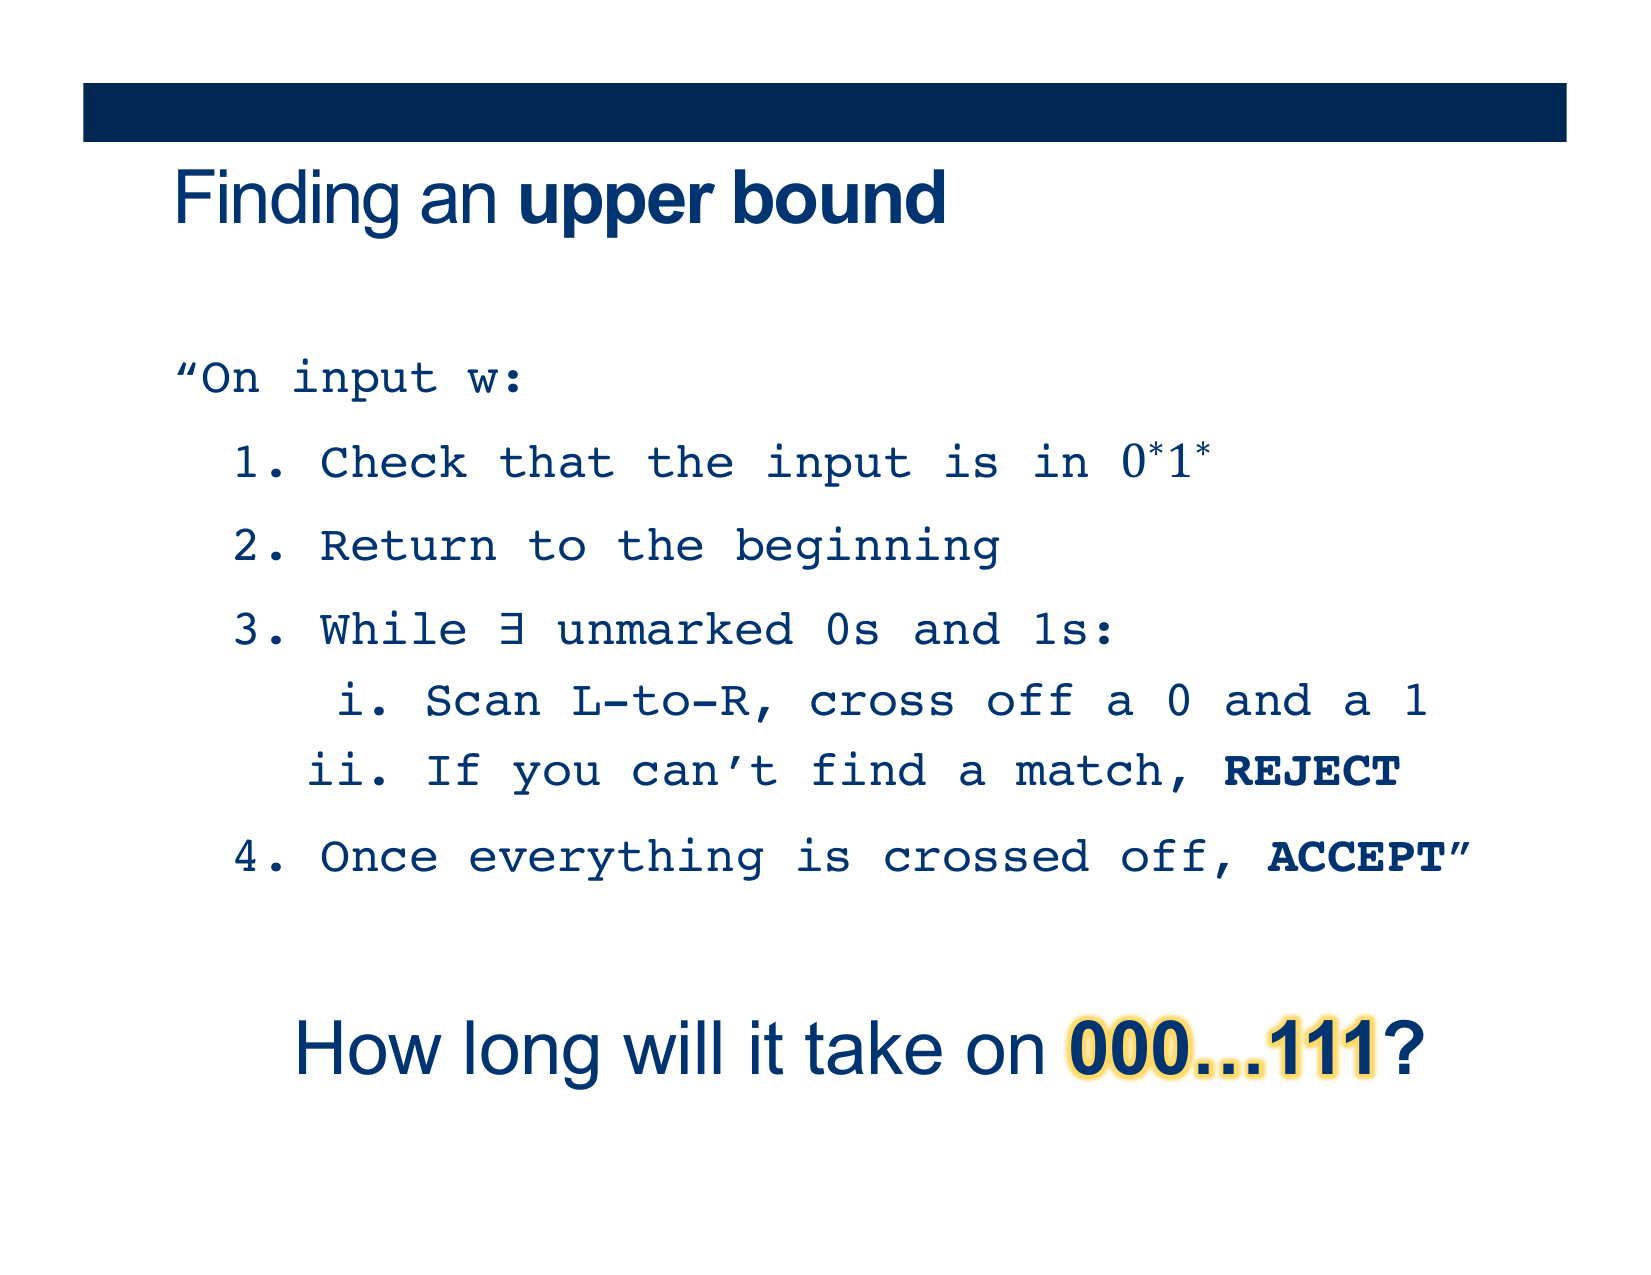 Finding an upper bound
“On input w:
1. Check that the input is in 0*1*
2. Return to the beginning
3. While ∃ unmarked 0s and 1s:
i. Scan L-to-R, cross off a 0 and a 1
ii. If you can’t find a match, REJECT
4. Once everything is crossed off, ACCEPT”
How long will it take on 000…111?